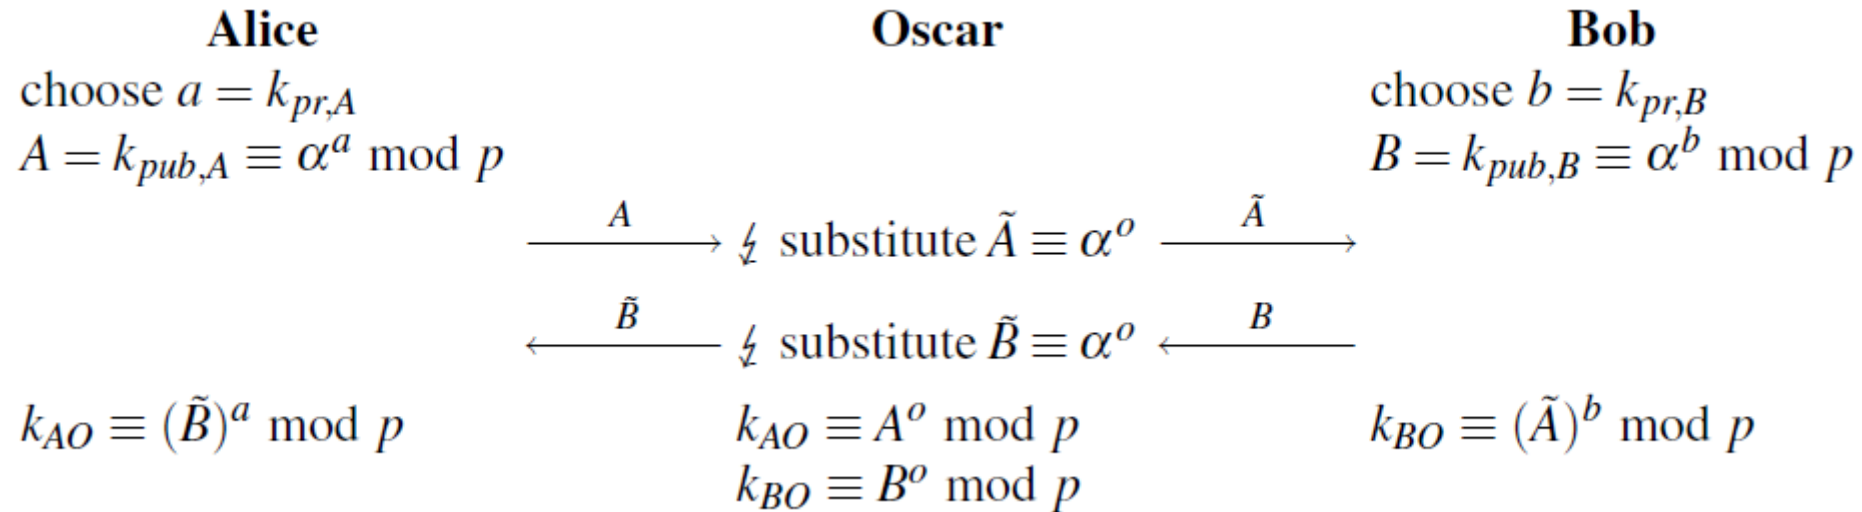 Alice Oscar Bob
choose a = k_{pr,A} choose b = k_{pr,B}
A = k_{pub,A} ≡ α^a mod p B = k_{pub,B} ≡ α^b mod p
A ↯ substitute Ã ≡ α^o Ã
B̃ ↯ substitute B̃ ≡ α^o B
k_{AO} ≡ (B̃)^a mod p k_{AO} ≡ A^o mod p k_{BO} ≡ (Ã)^b mod p
k_{BO} ≡ B^o mod p